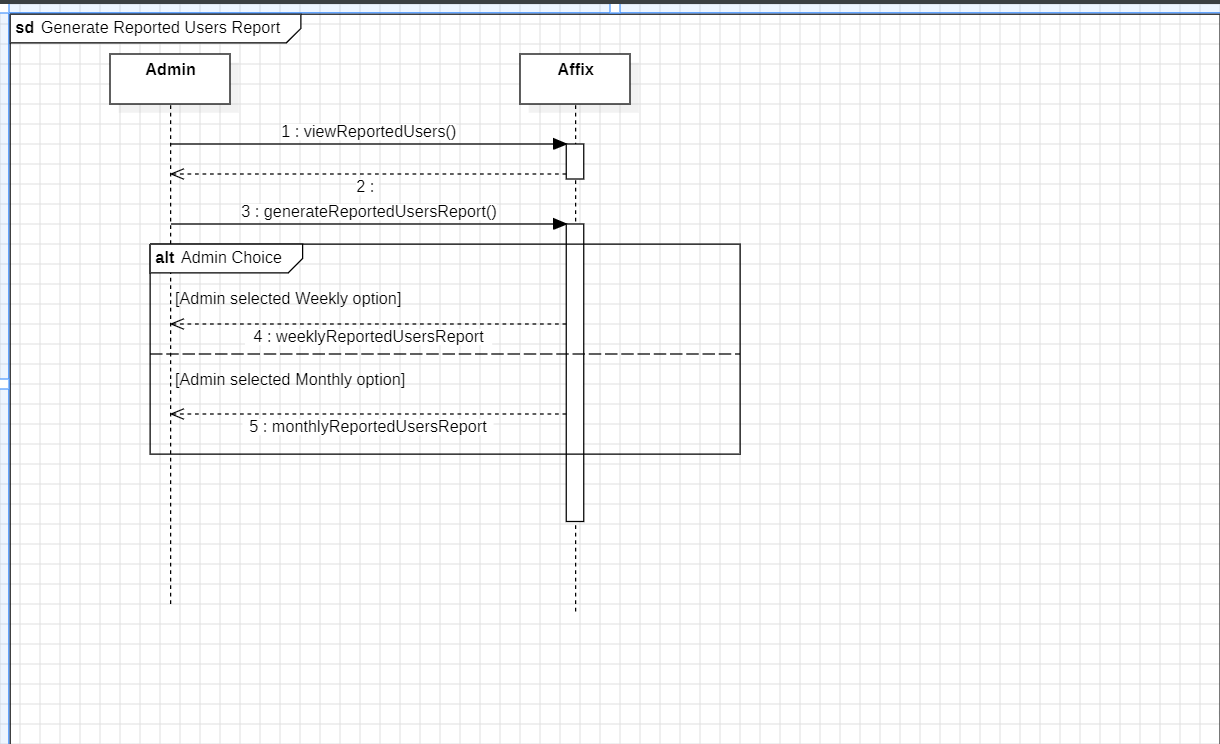 sd Generate Reported Users Report
Admin
Affix
1 : viewReportedUsers()
2 :
3 : generateReportedUsersReport()
alt Admin Choice
[Admin selected Weekly option]
4 : weeklyReportedUsersReport
[Admin selected Monthly option]
5 : monthlyReportedUsersReport